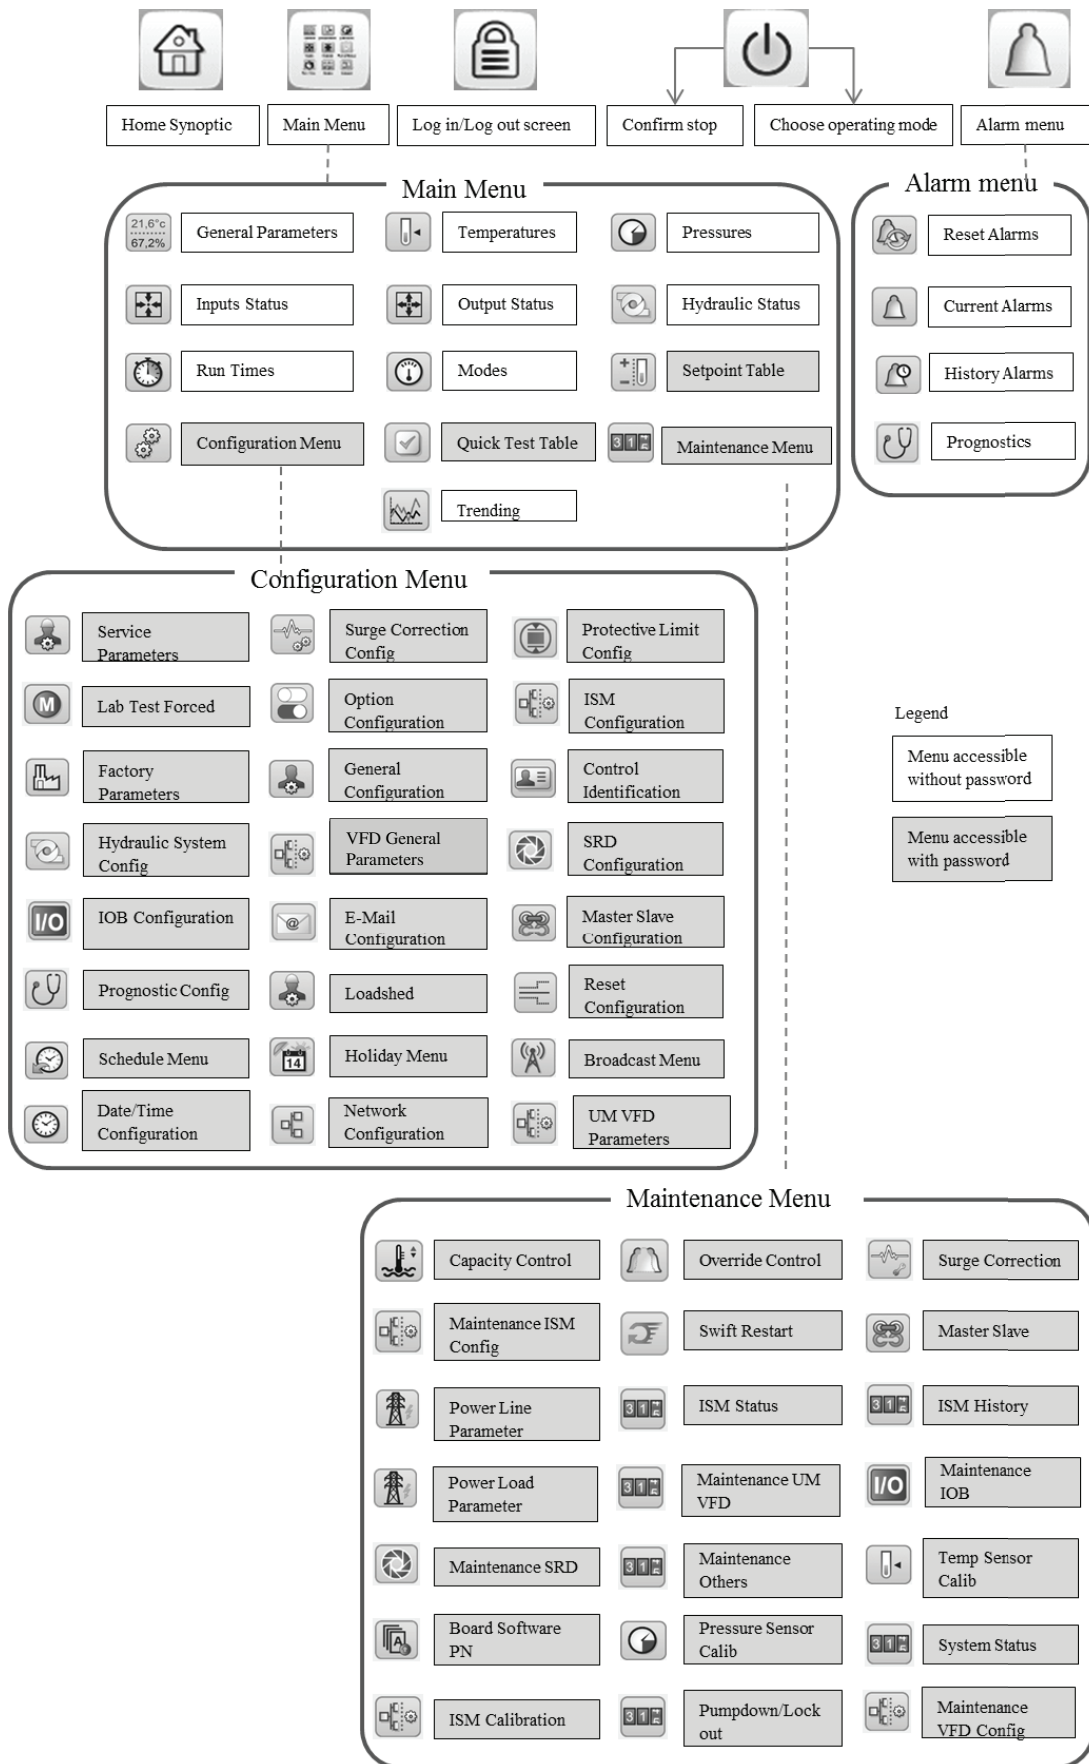 Home Synoptic
Main Menu
Log in/Log out screen
Confirm stop
Choose operating mode
Alarm menu
Main Menu
21,6°c
67,2%
General Parameters
Temperatures
Pressures
Inputs Status
Output Status
Hydraulic Status
Run Times
Modes
Setpoint Table
Configuration Menu
Quick Test Table
Maintenance Menu
Trending
Alarm menu
Reset Alarms
Current Alarms
History Alarms
Prognostics
Configuration Menu
Service
Parameters
Surge Correction
Config
Protective Limit
Config
M
Lab Test Forced
Option
Configuration
ISM
Configuration
Factory
Parameters
General
Configuration
Control
Identification
Hydraulic System
Config
VFD General
Parameters
SRD
Configuration
I/O
IOB Configuration
@
E-Mail
Configuration
Master Slave
Configuration
Prognostic Config
Loadshed
Reset
Configuration
Schedule Menu
14
Holiday Menu
Broadcast Menu
Date/Time
Configuration
Network
Configuration
UM VFD
Parameters
Legend
Menu accessible
without password
Menu accessible
with password
Maintenance Menu
Capacity Control
Override Control
Surge Correction
Maintenance ISM
Config
Swift Restart
Master Slave
Power Line
Parameter
ISM Status
ISM History
Power Load
Parameter
Maintenance UM
VFD
I/O
Maintenance
IOB
Maintenance SRD
Maintenance
Others
Temp Sensor
Calib
A
Board Software
PN
Pressure Sensor
Calib
System Status
ISM Calibration
Pumpdown/Lock
out
Maintenance
VFD Config